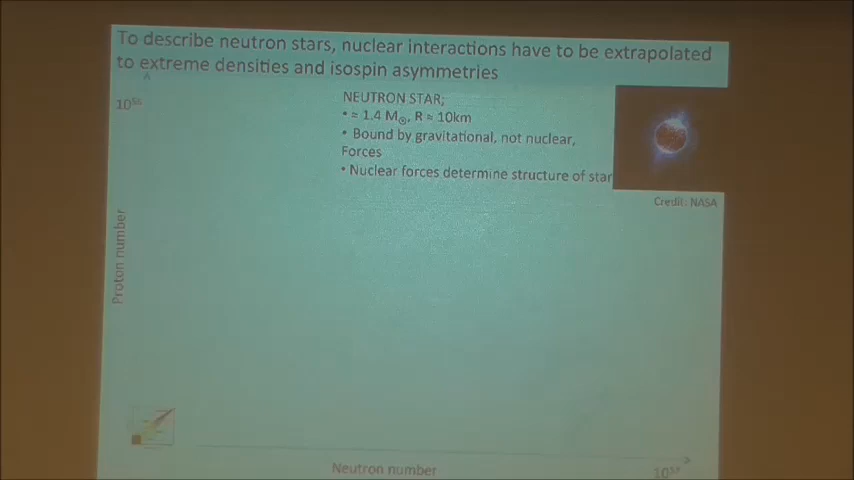 To describe neutron stars, nuclear interactions have to be extrapolated
to extreme densities and isospin asymmetries
NEUTRON STAR;
• ≈ 1.4 M☉, R ≈ 10km
• Bound by gravitational, not nuclear,
Forces
• Nuclear forces determine structure of star
Credit: NASA
Proton number
Neutron number